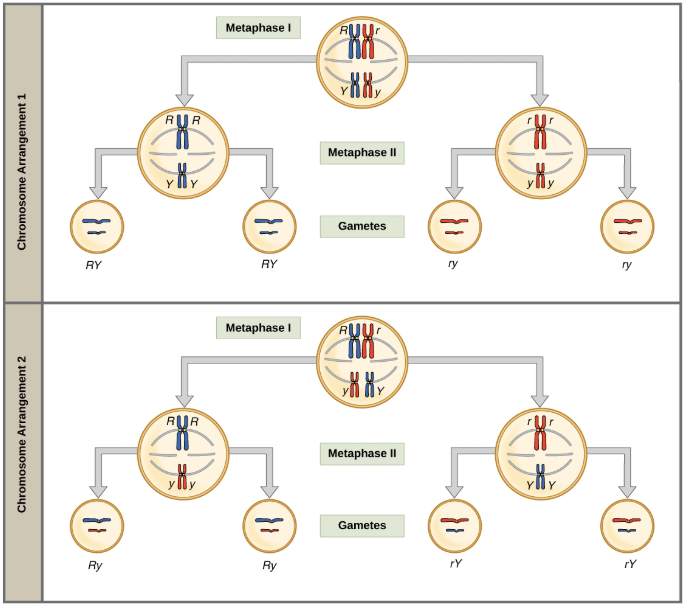 Chromosome Arrangement 1
Metaphase I
R r
Y y
R R
r r
Metaphase II
Y Y
y y
Gametes
RY
RY
ry
ry
Chromosome Arrangement 2
Metaphase I
R r
y Y
R R
r r
Metaphase II
y y
Y Y
Gametes
Ry
Ry
rY
rY